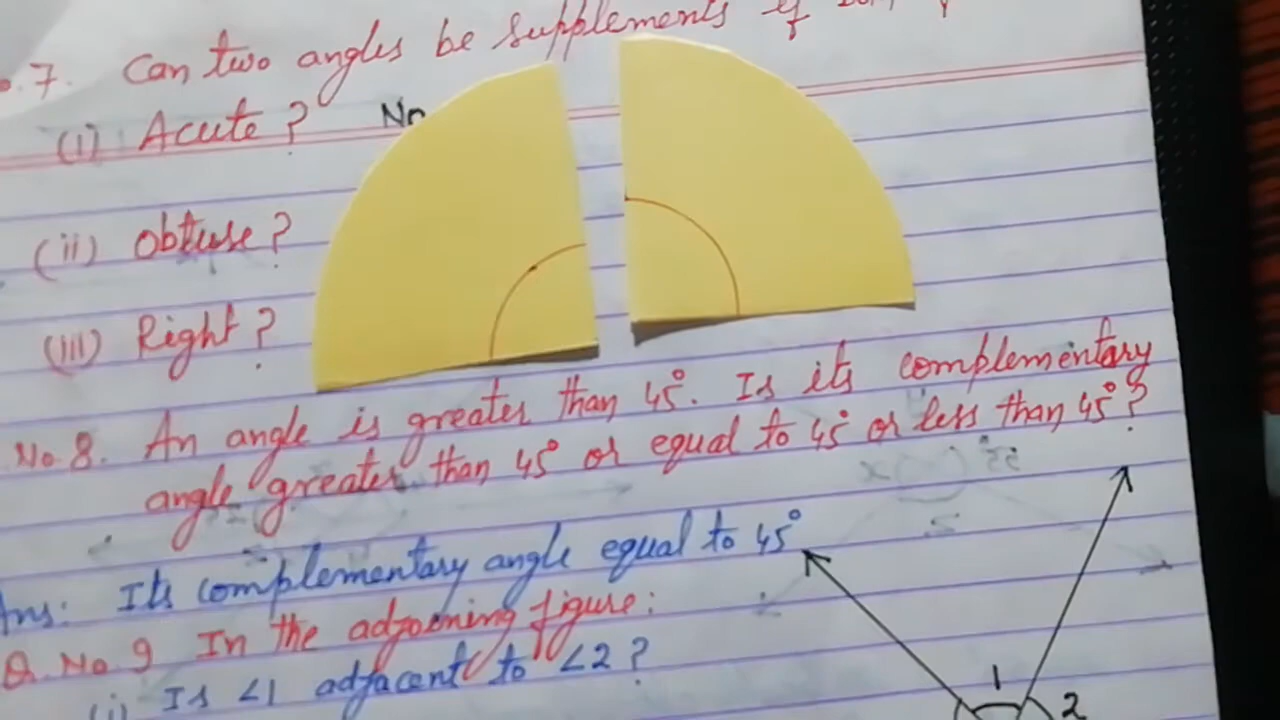 .7. Can two angles be supplements if
(i) Acute? No
(ii) Obtuse?
(iii) Right?
No. 8. An angle is greater than 45°. Is its complementary
angle greater than 45° or equal to 45° or less than 45°?
Ans: Its complementary angle equal to 45°
Q. No 9 In the adjoining figure:
(i) Is ∠1 adjacent to ∠2?
1
2